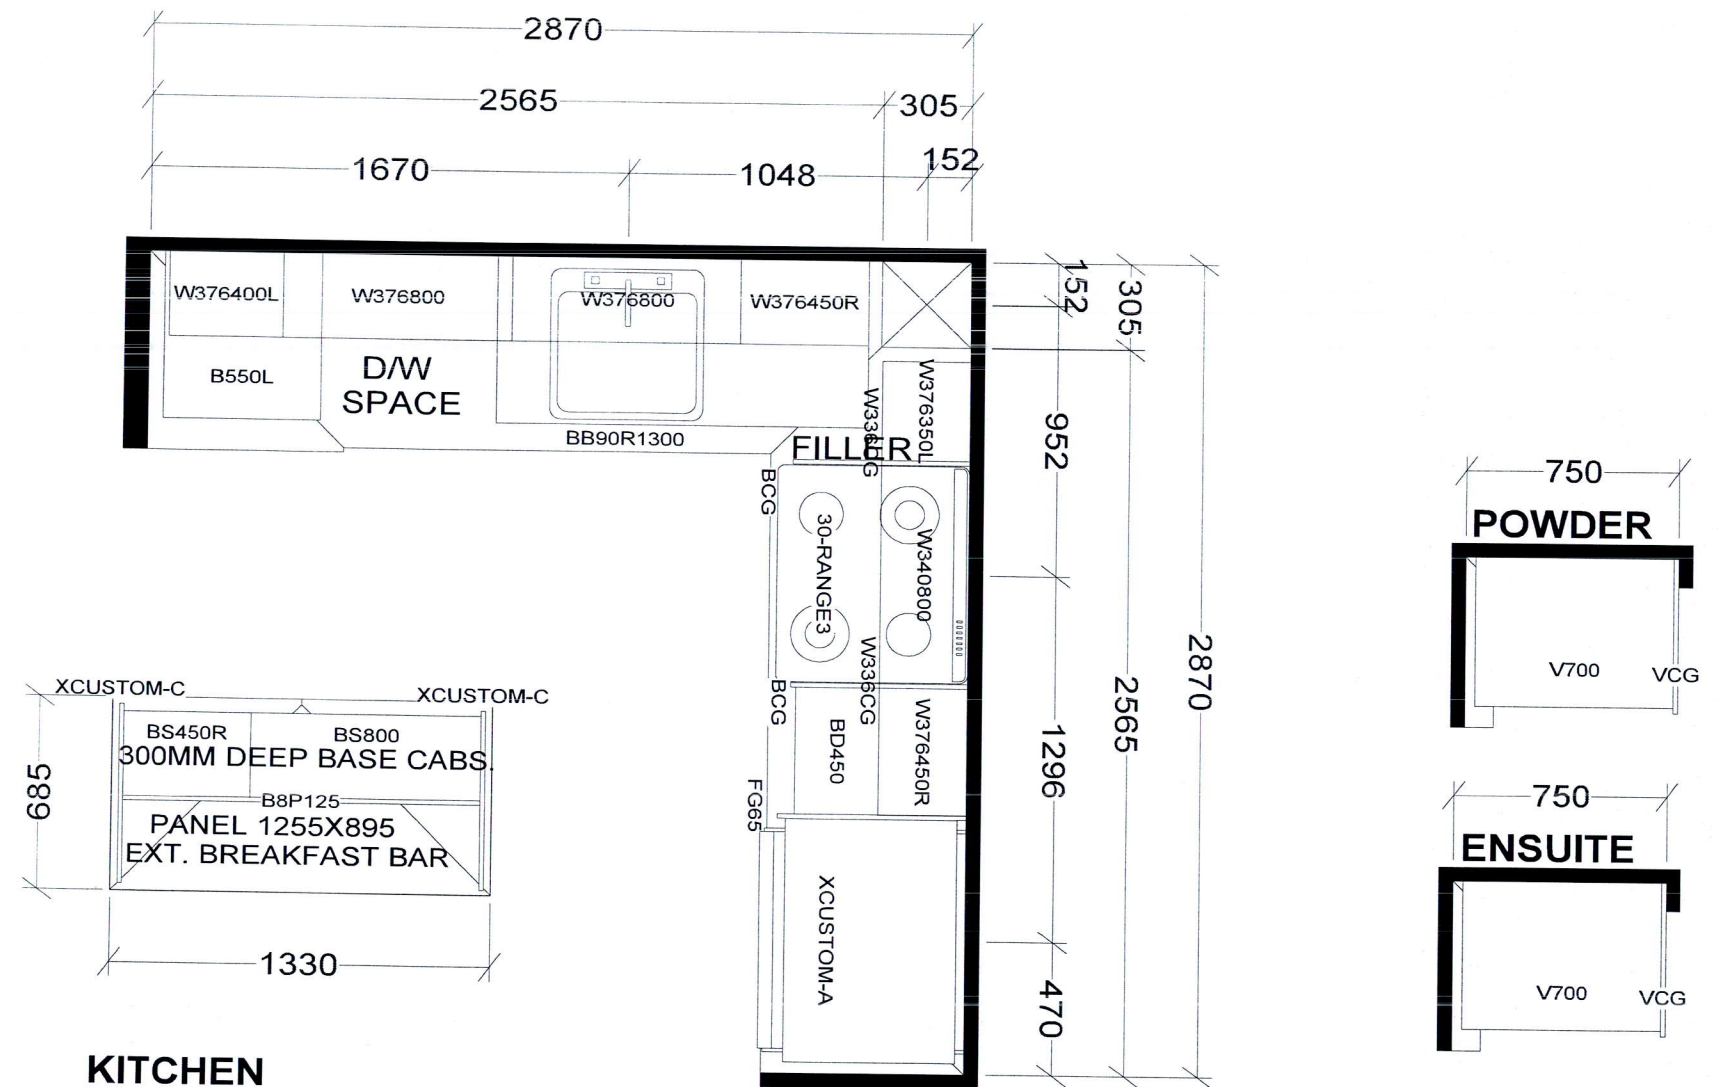 2870
2565
305
1670
1048
152
W376400L
W376800
W376800
W376450R
152
305
B550L
D/W
SPACE
W376350L
W336CG
BB90R1300
FILLER
952
BCG
30-RANGE3
W340800
2870
2565
W336CG
BCG
BD450
W376450R
1296
FG65
XCUSTOM-A
470
XCUSTOM-C
XCUSTOM-C
BS450R
BS800
300MM DEEP BASE CABS.
685
B8P125
PANEL 1255X895
EXT. BREAKFAST BAR
1330
KITCHEN
750
POWDER
V700
VCG
750
ENSUITE
V700
VCG